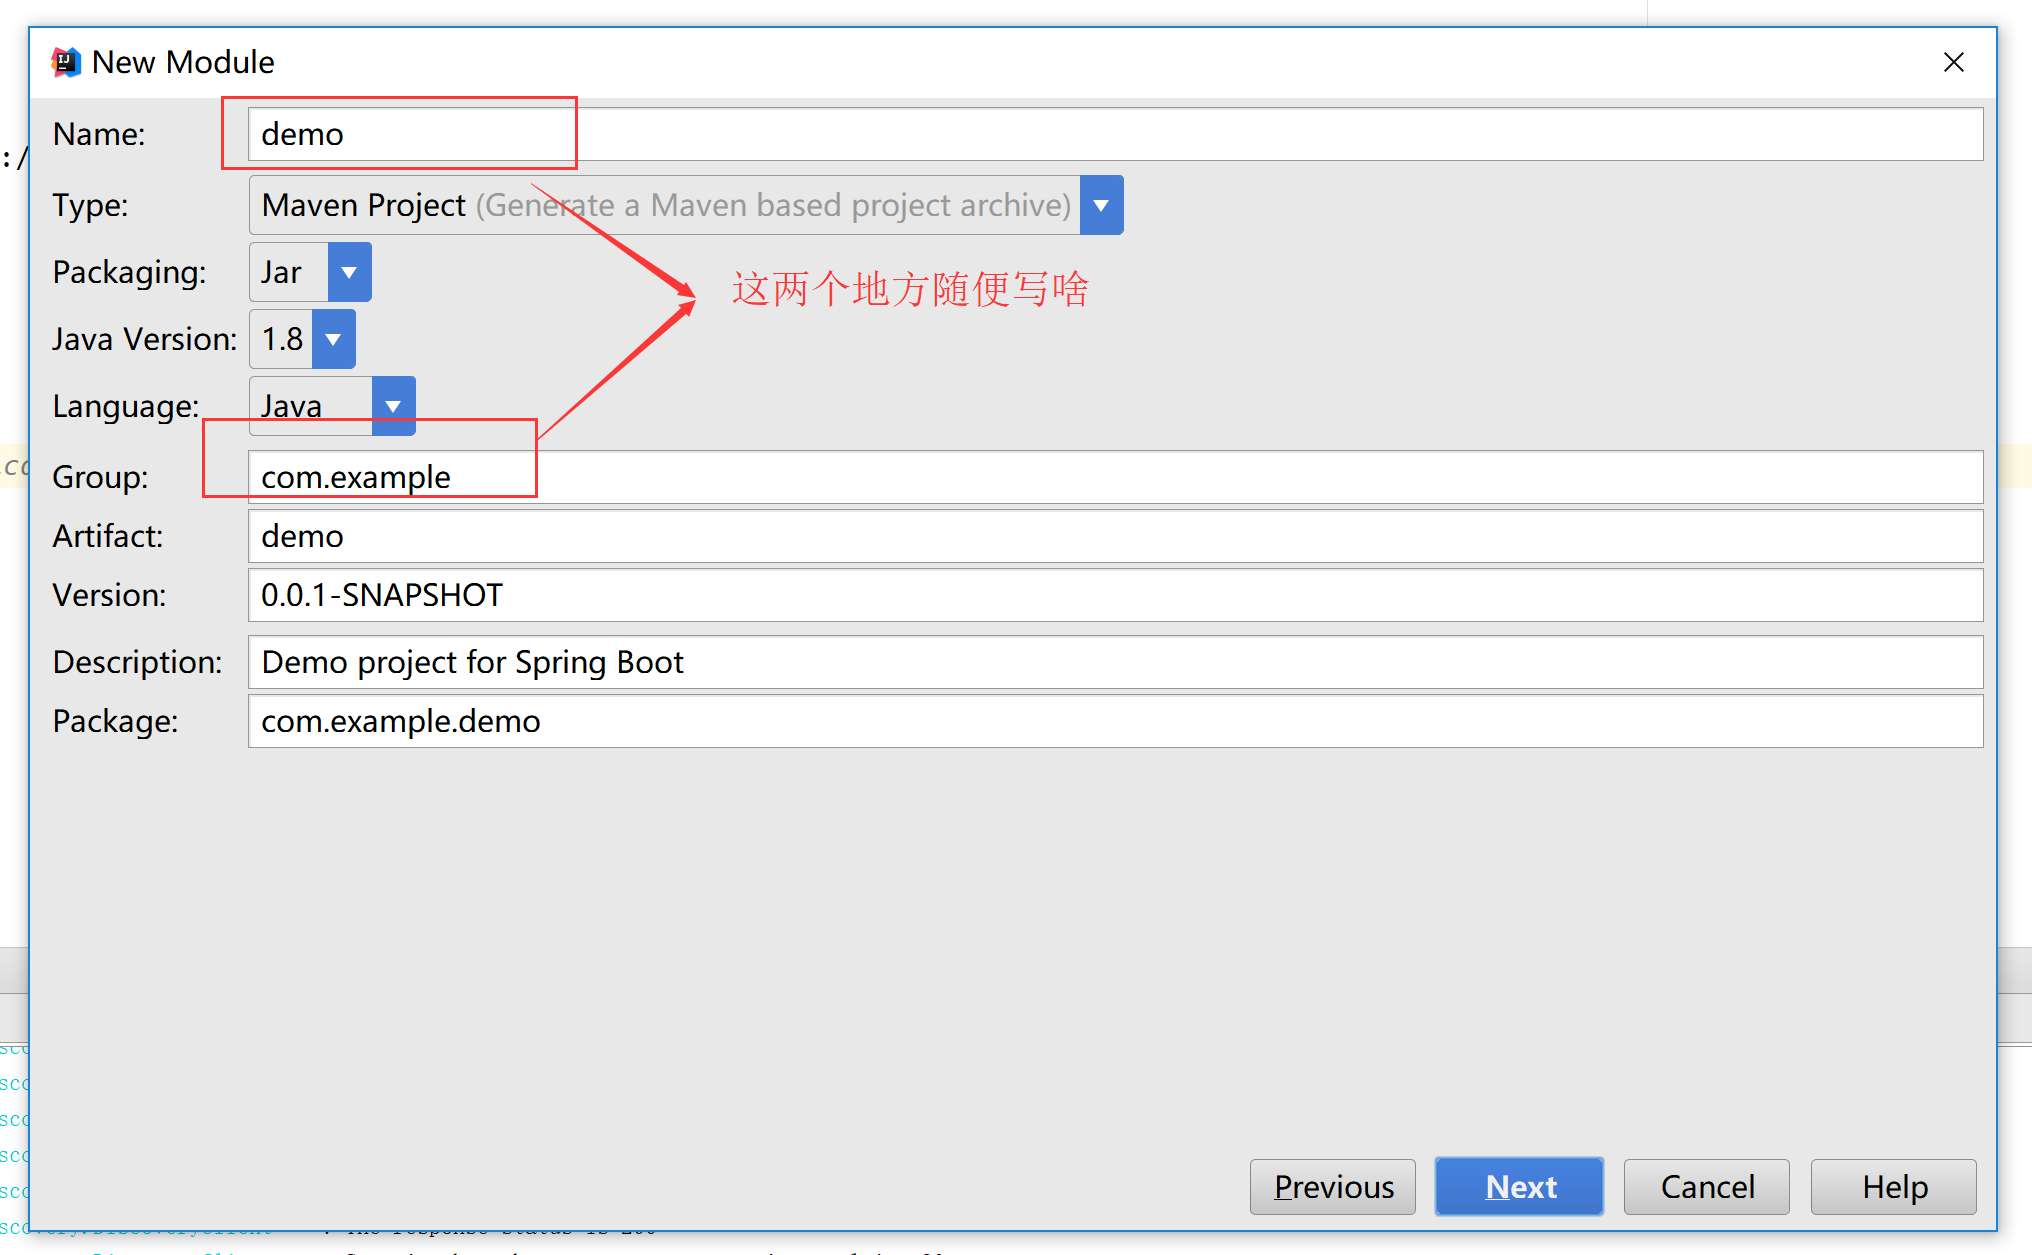 New Module
Name: demo
:/
Type: Maven Project (Generate a Maven based project archive)
Packaging: Jar
这两个地方随便写啥
Java Version: 1.8
Language: Java
Group: com.example
Artifact: demo
Version: 0.0.1-SNAPSHOT
Description: Demo project for Spring Boot
Package: com.example.demo
Previous Next Cancel Help